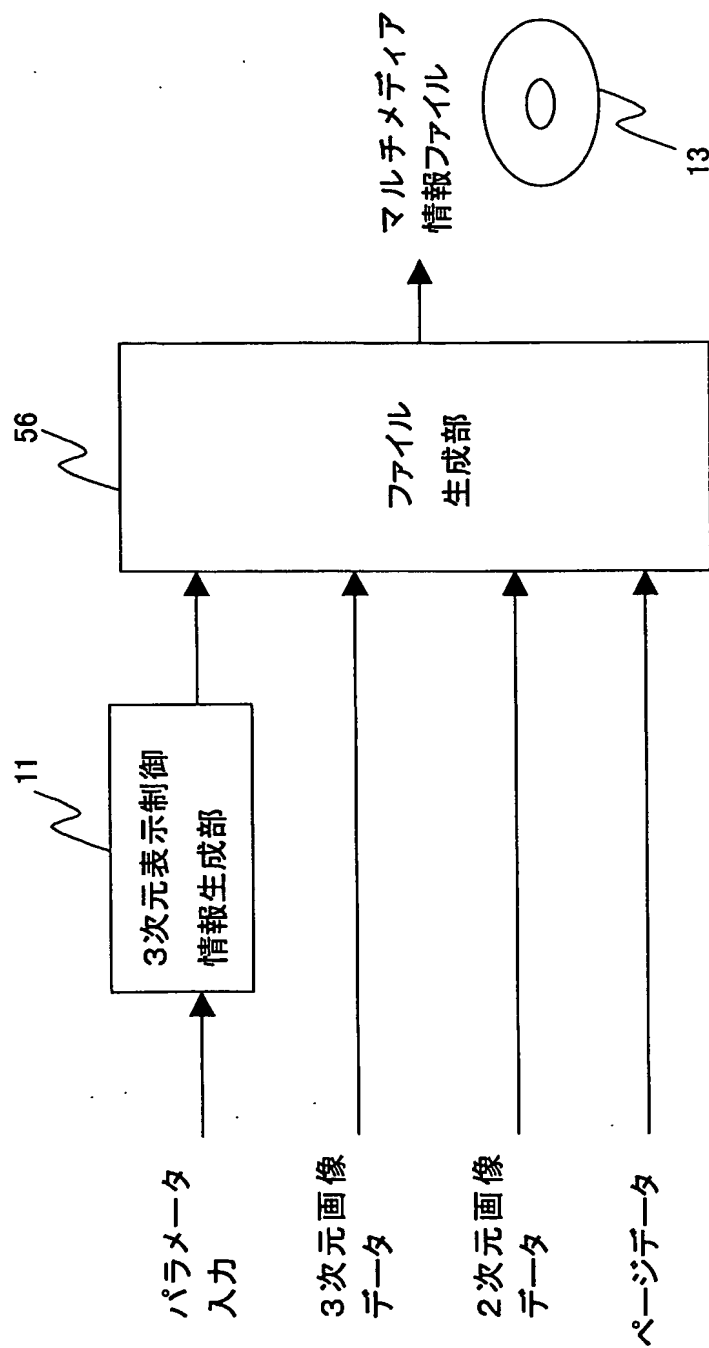 パラメータ
入力
3次元画像
データ
2次元画像
データ
ページデータ
11
3次元表示制御
情報生成部
56
ファイル
生成部
マルチメディア
情報ファイル
13